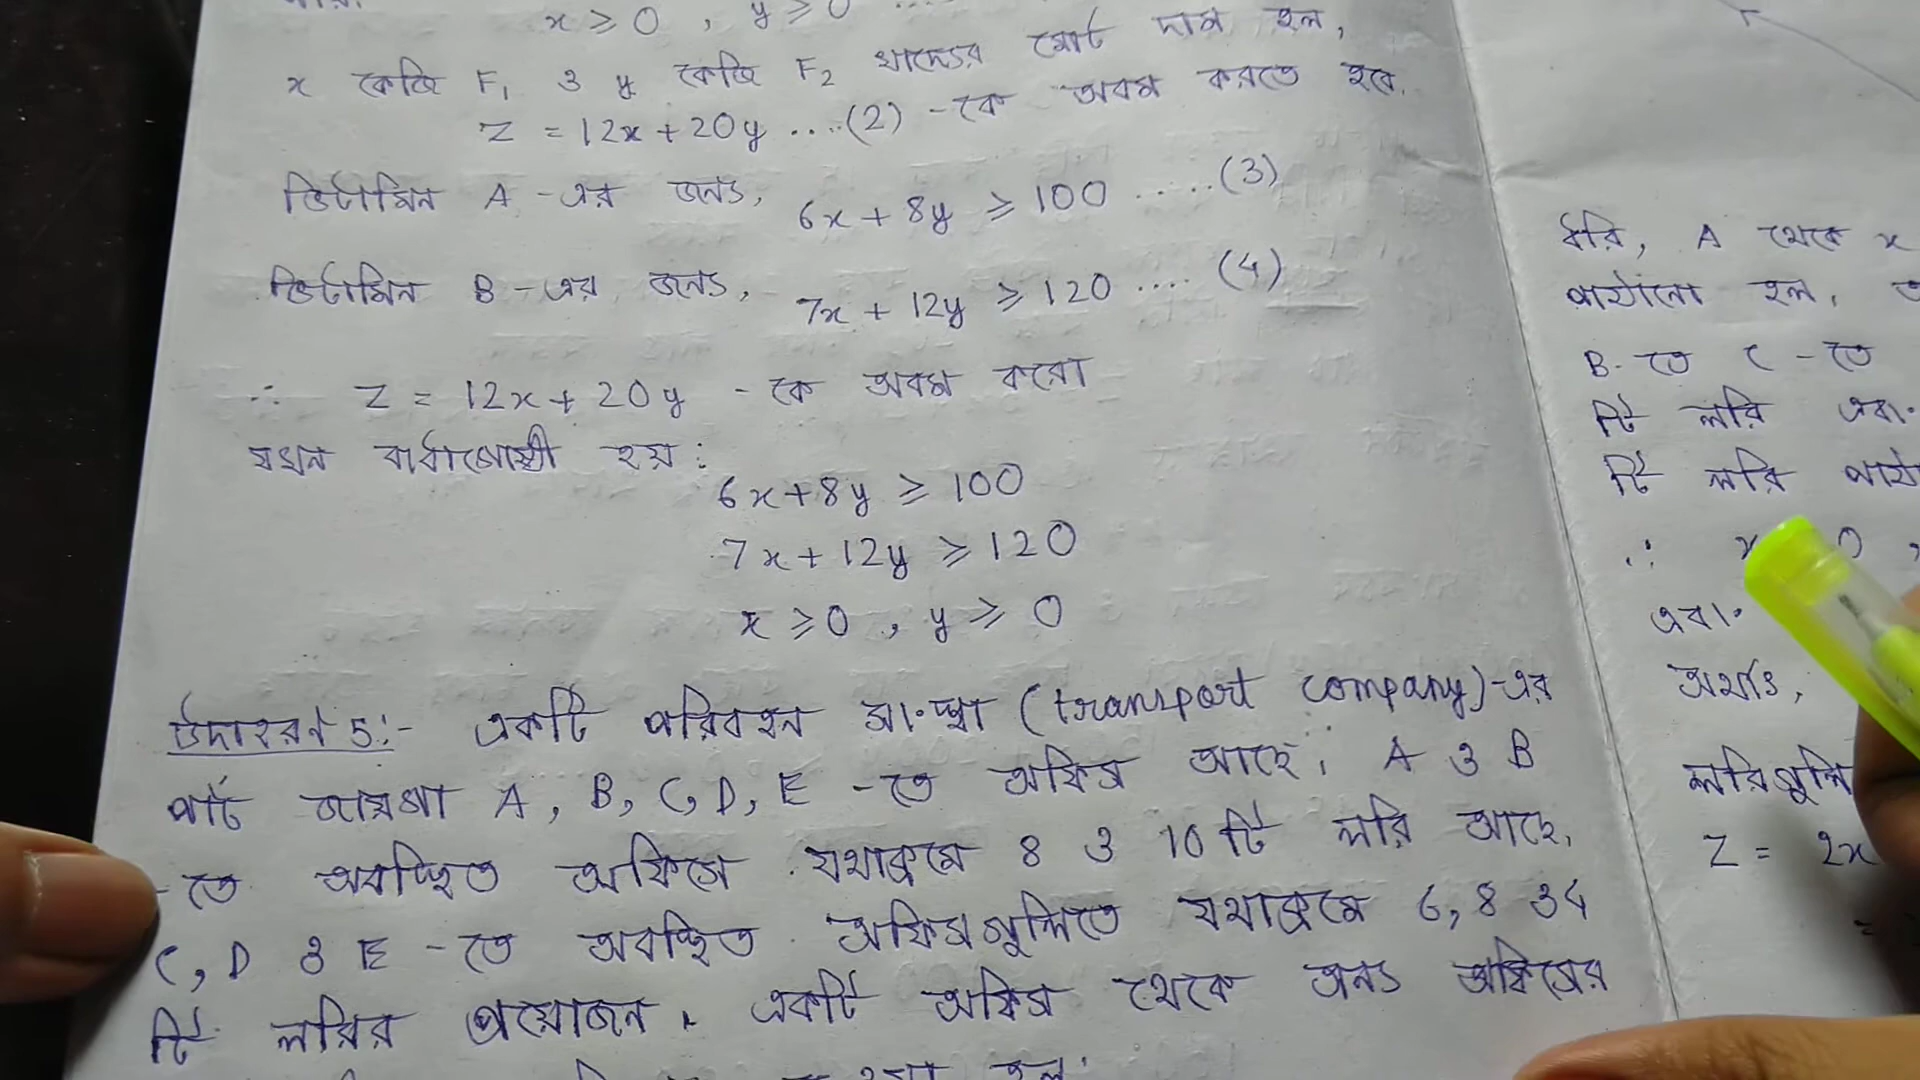 x ≥ 0 , y ≥ 0 ....
x কেজি F₁ ও y কেজি F₂ খাদ্যের মোট দাম হল,
Z = 12x + 20y ....(2) -কে অবম করতে হবে.
ভিটামিন A -এর জন্য, 6x + 8y ≥ 100 ..... (3)
ভিটামিন B -এর জন্য, 7x + 12y ≥ 120 .... (4)
∴ Z = 12x + 20y -কে অবম করো
যখন বাধাগোষ্ঠী হয় :
6x + 8y ≥ 100
7x + 12y ≥ 120
x ≥ 0 , y ≥ 0
উদাহরণ 5:- একটি পরিবহন সংস্থা (transport company)-এর
পাঁচ জায়গা A, B, C, D, E -তে অফিস আছে; A ও B
-তে অবস্থিত অফিসে যথাক্রমে 8 ও 10 টি লরি আছে,
C, D ও E -তে অবস্থিত অফিসগুলিতে যথাক্রমে 6, 8 ও 4
টি লরির প্রয়োজন। একটি অফিস থেকে অন্য অফিসের
হল:
ধরি, A থেকে x
পাঠানো হল,
B. তে C - তে
টি লরি এবং
টি লরি
∴ x
এবং
অর্থাৎ,
লরিগুলি
Z = 2x